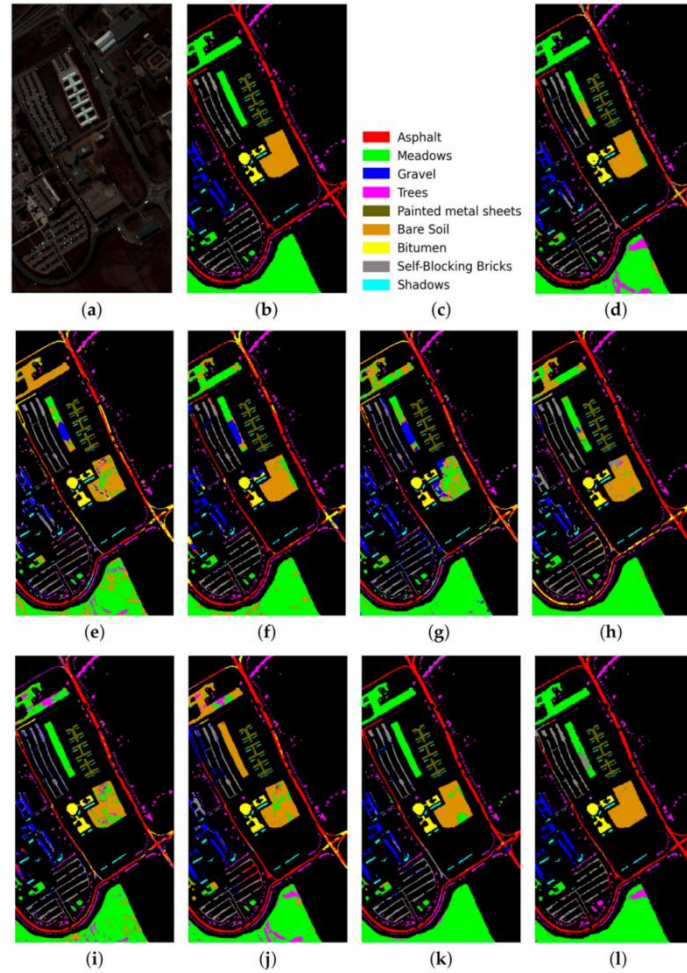 Asphalt
Meadows
Gravel
Trees
Painted metal sheets
Bare Soil
Bitumen
Self-Blocking Bricks
Shadows
(a) (b) (c) (d)
(e) (f) (g) (h)
(i) (j) (k) (l)